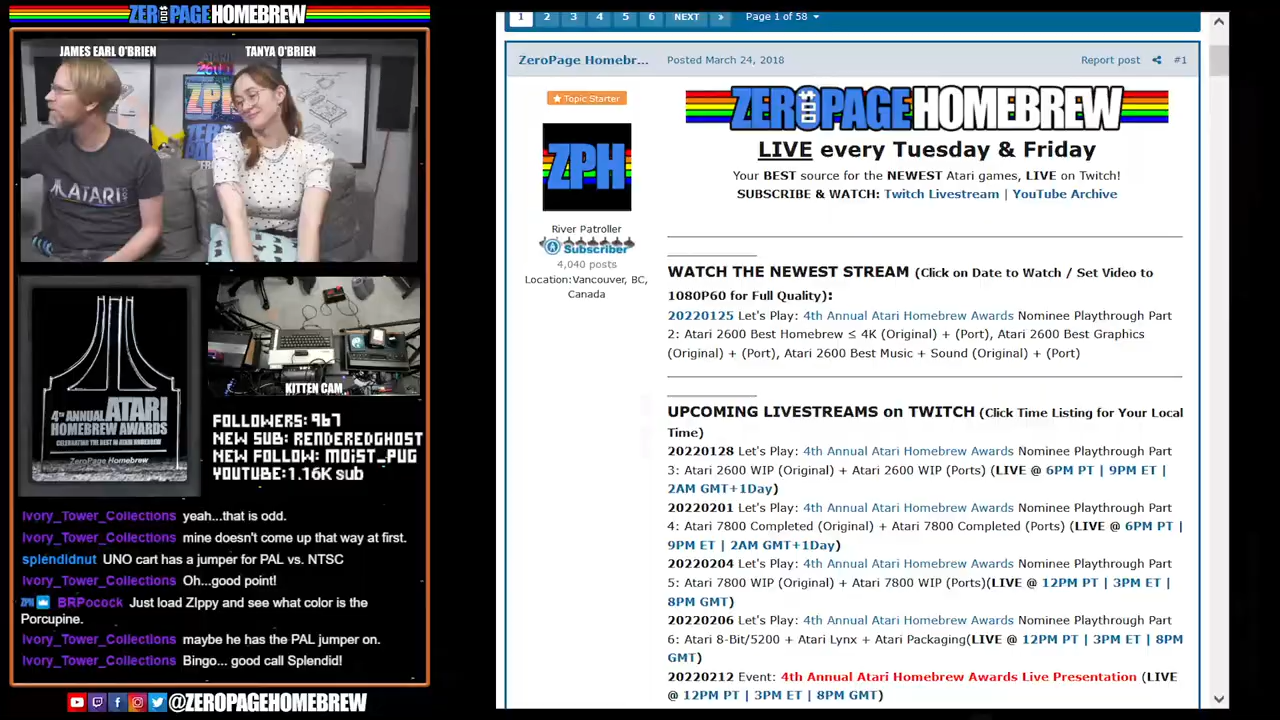 ZERO PAGE HOMEBREW
JAMES EARL O'BRIEN
TANYA O'BRIEN
ATARI
ZPH
ATARI
KITTEN CAM
4TH ANNUAL ATARI
HOMEBREW AWARDS
CELEBRATING THE BEST IN ATARI HOMEBREW
ZeroPage Homebrew
FOLLOWERS: 967
NEW SUB: RENDEREDGHOST
NEW FOLLOW: MOIST_PUG
YOUTUBE: 1.16K sub
Ivory_Tower_Collections yeah...that is odd.
Ivory_Tower_Collections mine doesn't come up that way at first.
splendidnut UNO cart has a jumper for PAL vs. NTSC
Ivory_Tower_Collections Oh...good point!
ZPH BRPocock Just load ZIppy and see what color is the
Porcupine.
Ivory_Tower_Collections maybe he has the PAL jumper on.
Ivory_Tower_Collections Bingo... good call Splendid!
@ZEROPAGEHOMEBREW
1 2 3 4 5 6 NEXT » Page 1 of 58
ZeroPage Homebr...
Posted March 24, 2018
Report post #1
Topic Starter
ZPH
River Patroller
Subscriber
4,040 posts
Location:Vancouver, BC,
Canada
ZERO $00 PAGE HOMEBREW
LIVE every Tuesday & Friday
Your BEST source for the NEWEST Atari games, LIVE on Twitch!
SUBSCRIBE & WATCH: Twitch Livestream | YouTube Archive
WATCH THE NEWEST STREAM (Click on Date to Watch / Set Video to
1080P60 for Full Quality):
20220125 Let's Play: 4th Annual Atari Homebrew Awards Nominee Playthrough Part
2: Atari 2600 Best Homebrew ≤ 4K (Original) + (Port), Atari 2600 Best Graphics
(Original) + (Port), Atari 2600 Best Music + Sound (Original) + (Port)
UPCOMING LIVESTREAMS on TWITCH (Click Time Listing for Your Local
Time)
20220128 Let's Play: 4th Annual Atari Homebrew Awards Nominee Playthrough Part
3: Atari 2600 WIP (Original) + Atari 2600 WIP (Ports) (LIVE @ 6PM PT | 9PM ET |
2AM GMT+1Day)
20220201 Let's Play: 4th Annual Atari Homebrew Awards Nominee Playthrough Part
4: Atari 7800 Completed (Original) + Atari 7800 Completed (Ports) (LIVE @ 6PM PT |
9PM ET | 2AM GMT+1Day)
20220204 Let's Play: 4th Annual Atari Homebrew Awards Nominee Playthrough Part
5: Atari 7800 WIP (Original) + Atari 7800 WIP (Ports)(LIVE @ 12PM PT | 3PM ET |
8PM GMT)
20220206 Let's Play: 4th Annual Atari Homebrew Awards Nominee Playthrough Part
6: Atari 8-Bit/5200 + Atari Lynx + Atari Packaging(LIVE @ 12PM PT | 3PM ET | 8PM
GMT)
20220212 Event: 4th Annual Atari Homebrew Awards Live Presentation (LIVE
@ 12PM PT | 3PM ET | 8PM GMT)